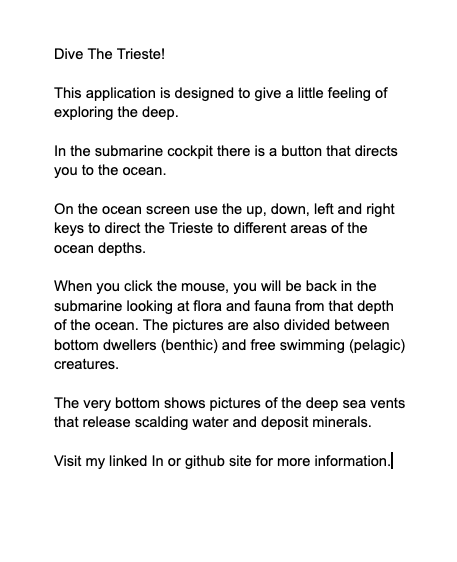 Dive The Trieste!
This application is designed to give a little feeling of
exploring the deep.
In the submarine cockpit there is a button that directs
you to the ocean.
On the ocean screen use the up, down, left and right
keys to direct the Trieste to different areas of the
ocean depths.
When you click the mouse, you will be back in the
submarine looking at flora and fauna from that depth
of the ocean. The pictures are also divided between
bottom dwellers (benthic) and free swimming (pelagic)
creatures.
The very bottom shows pictures of the deep sea vents
that release scalding water and deposit minerals.
Visit my linked In or github site for more information.